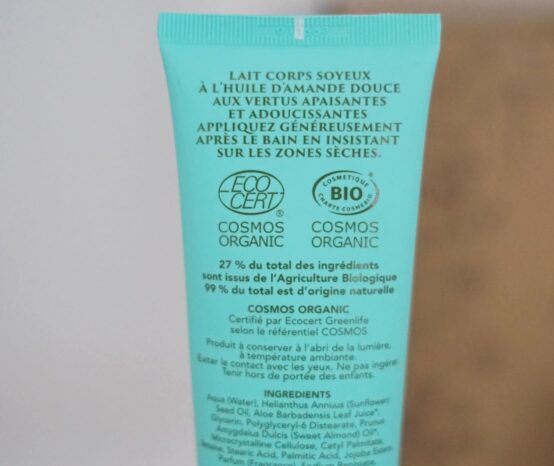 LAIT CORPS SOYEUX
À L'HUILE D'AMANDE DOUCE
AUX VERTUS APAISANTES
ET ADOUCISSANTES
APPLIQUEZ GÉNÉREUSEMENT
APRÈS LE BAIN EN INSISTANT
SUR LES ZONES SÈCHES.
ECO
CERT
®
COSMOS
ORGANIC
COSMETIQUE
BIO
CHARTE COSMEBIO
COSMOS
ORGANIC
27 % du total des ingrédients
sont issus de l'Agriculture Biologique
99 % du total est d'origine naturelle
COSMOS ORGANIC
Certifié par Ecocert Greenlife
selon le référentiel COSMOS
Produit à conserver à l'abri de la lumière,
à température ambiante.
Eviter le contact avec les yeux. Ne pas ingérer.
Tenir hors de portée des enfants.
INGREDIENTS
Aqua (Water), Helianthus Annuus (Sunflower)
Seed Oil, Aloe Barbadensis Leaf Juice*,
Glycerin, Polyglyceryl-6 Distearate, Prunus
Amygdalus Dulcis (Sweet Almond) Oil*,
Microcrystalline Cellulose, Cetyl Palmitate,
Stearic Acid, Palmitic Acid, Jojoba Esters,
Parfum (Fragrance),